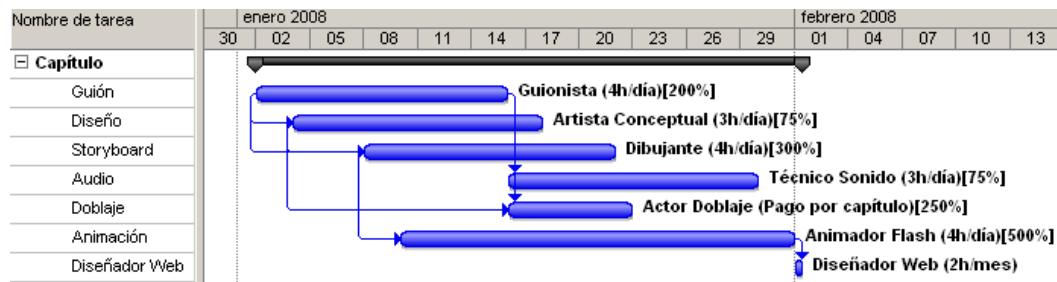 Nombre de tarea
enero 2008
febrero 2008
30 02 05 08 11 14 17 20 23 26 29 01 04 07 10 13
Capítulo
Guión
Guionista (4h/día)[200%]
Diseño
Artista Conceptual (3h/día)[75%]
Storyboard
Dibujante (4h/día)[300%]
Audio
Técnico Sonido (3h/día)[75%]
Doblaje
Actor Doblaje (Pago por capítulo)[250%]
Animación
Animador Flash (4h/día)[500%]
Diseñador Web
Diseñador Web (2h/mes)